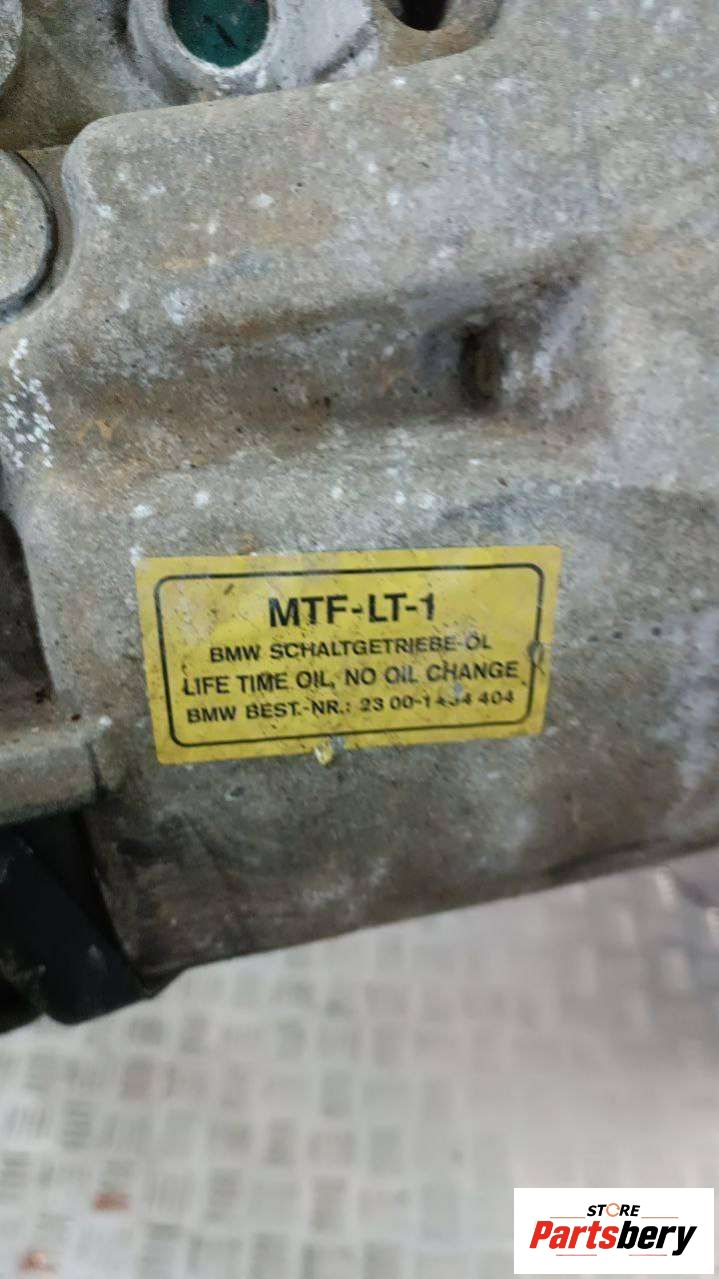 MTF-LT-1
BMW SCHALTGETRIEBE-ÖL
LIFE TIME OIL, NO OIL CHANGE
BMW BEST.-NR.: 23 00-1 434 404
STORE
Partsbery